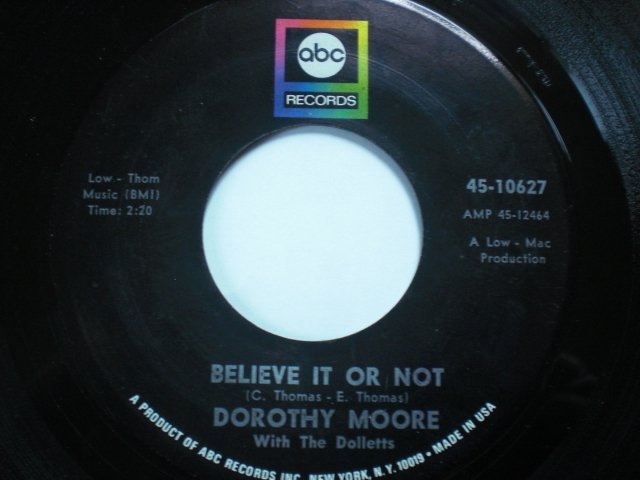 abc
RECORDS
Low - Thom
Music (BMI)
Time: 2:20
45-10627
AMP 45-12464
A Low - Mac
Production
BELIEVE IT OR NOT
(C. Thomas - E. Thomas)
DOROTHY MOORE
With The Dolletts
A PRODUCT OF ABC RECORDS INC. NEW YORK, N.Y. 10019 • MADE IN USA